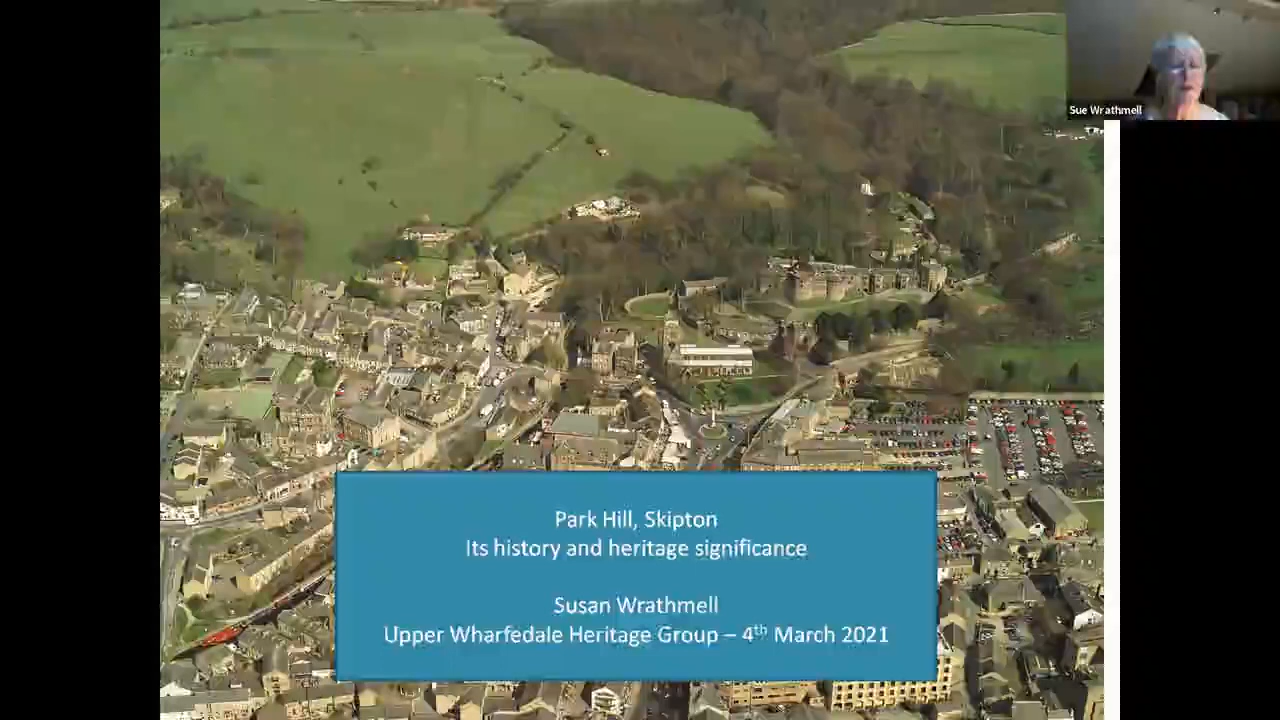 Sue Wrathmell
Park Hill, Skipton
Its history and heritage significance
Susan Wrathmell
Upper Wharfedale Heritage Group – 4th March 2021